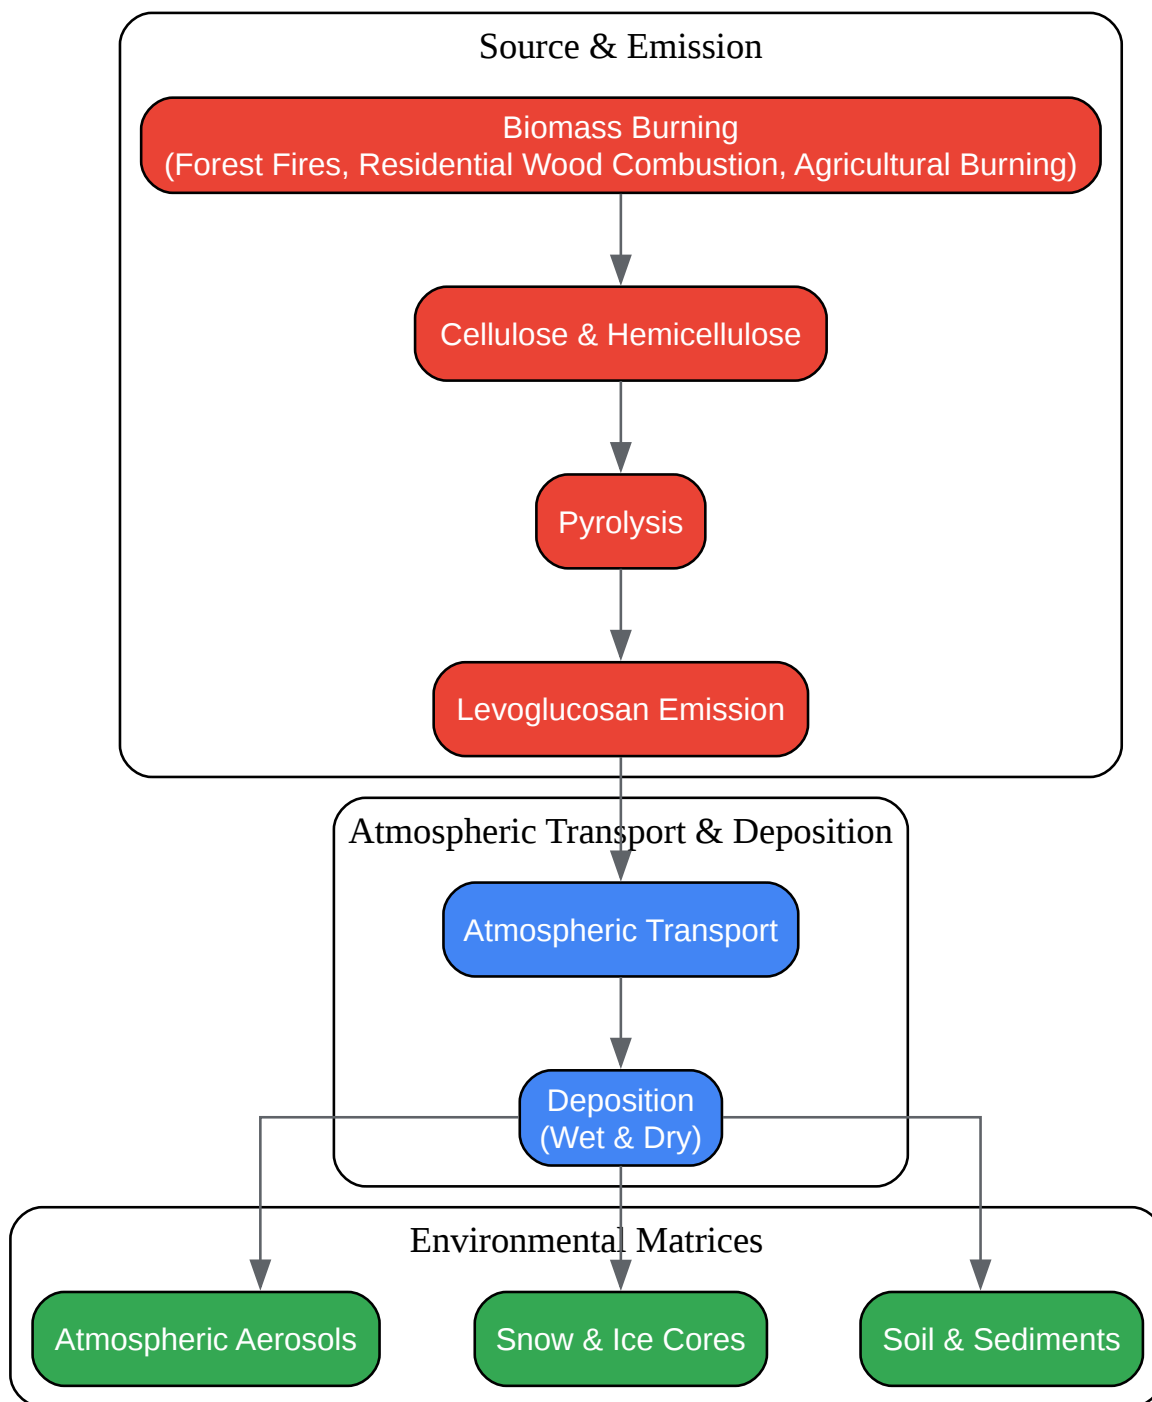 Source & Emission
Biomass Burning
(Forest Fires, Residential Wood Combustion, Agricultural Burning)
Cellulose & Hemicellulose
Pyrolysis
Levoglucosan Emission
Atmospheric Transport & Deposition
Atmospheric Transport
Deposition
(Wet & Dry)
Environmental Matrices
Atmospheric Aerosols
Snow & Ice Cores
Soil & Sediments